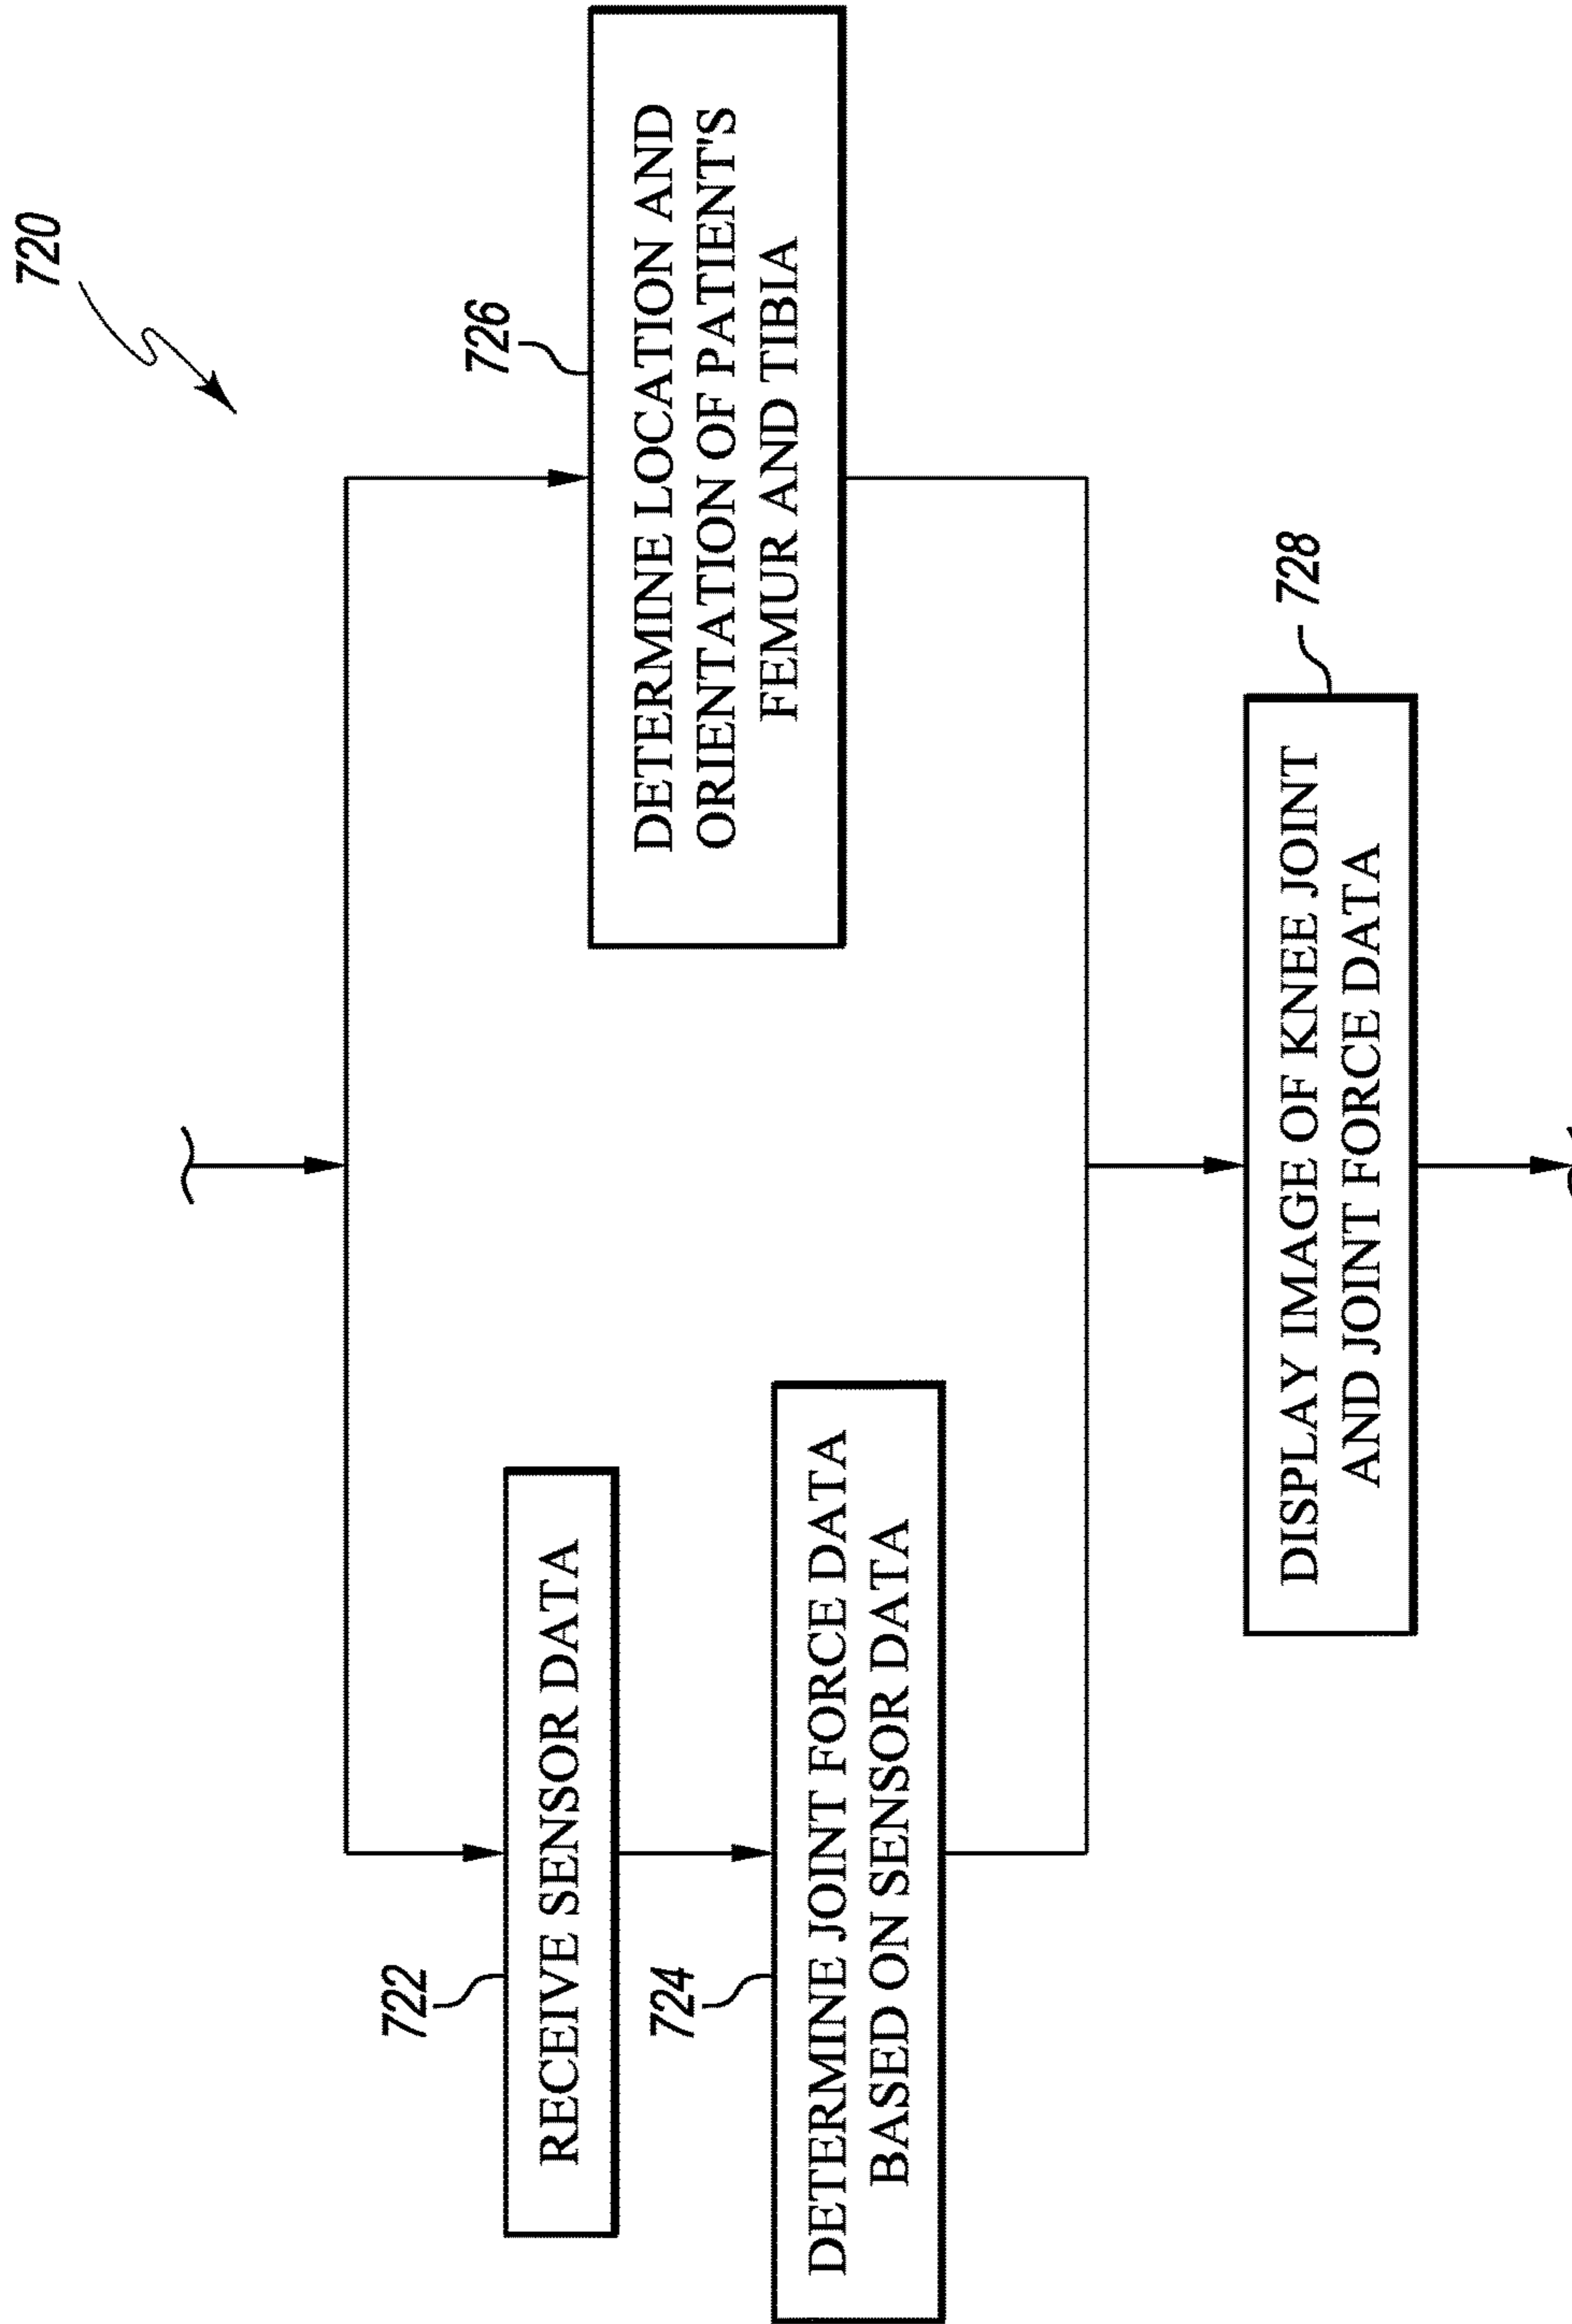 720
722
RECEIVE SENSOR DATA
724
DETERMINE JOINT FORCE DATA
BASED ON SENSOR DATA
726
DETERMINE LOCATION AND
ORIENTATION OF PATIENT'S
FEMUR AND TIBIA
728
DISPLAY IMAGE OF KNEE JOINT
AND JOINT FORCE DATA